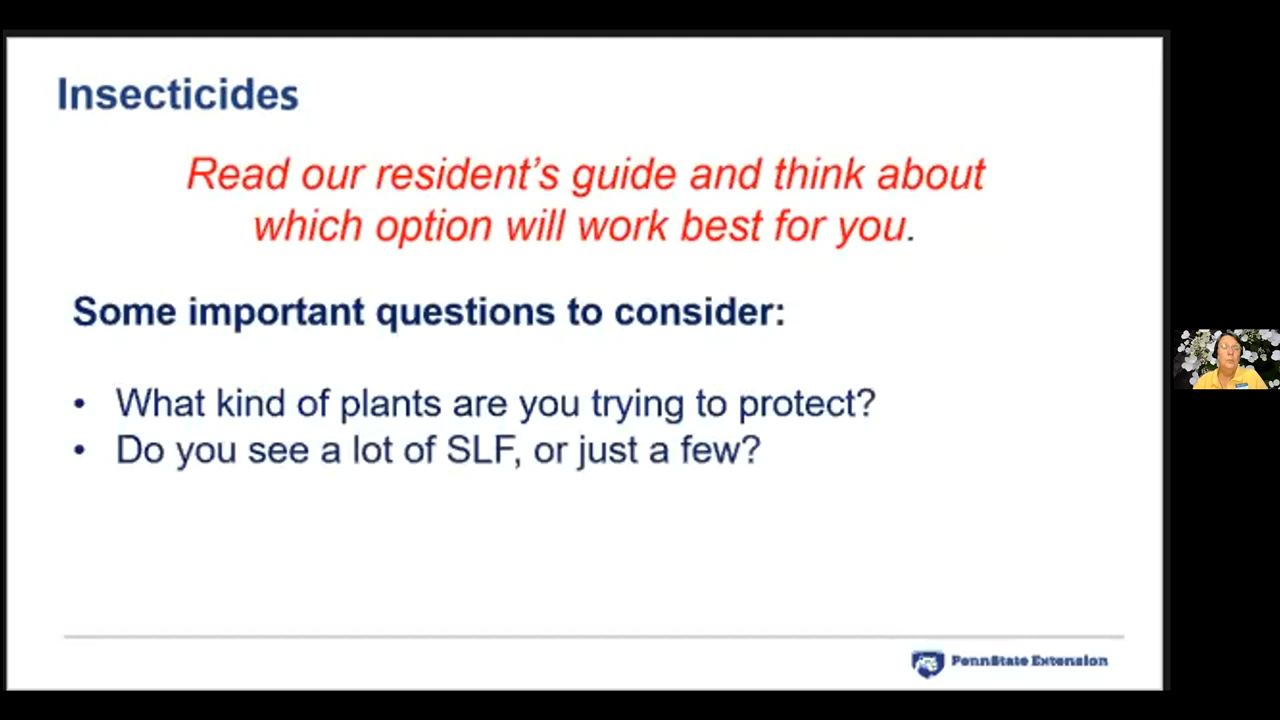 Insecticides
Read our resident's guide and think about
which option will work best for you.
Some important questions to consider:
• What kind of plants are you trying to protect?
• Do you see a lot of SLF, or just a few?
PennState Extension